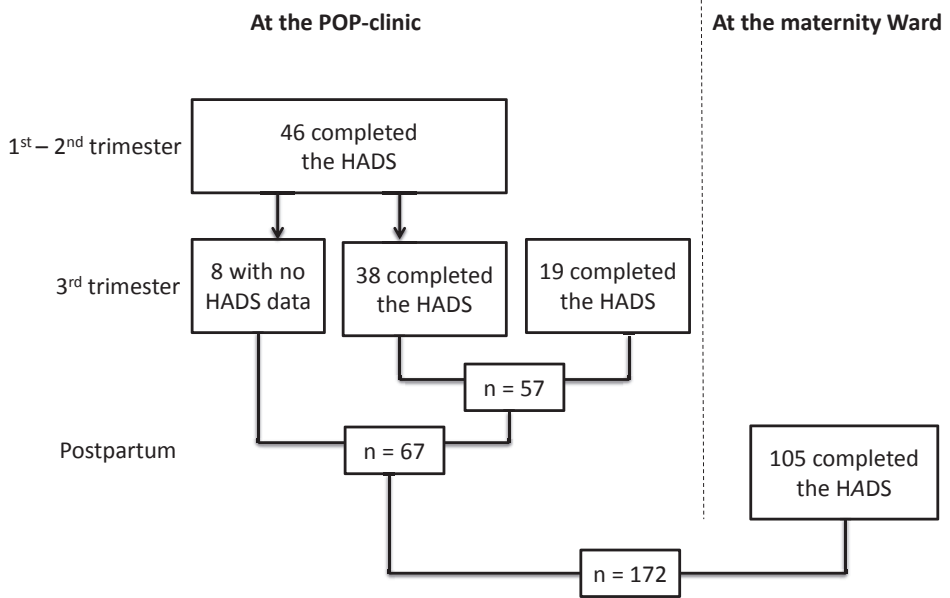 At the POP-clinic
At the maternity Ward
1st – 2nd trimester
46 completed
the HADS
3rd trimester
8 with no
HADS data
38 completed
the HADS
19 completed
the HADS
n = 57
Postpartum
n = 67
105 completed
the HADS
n = 172